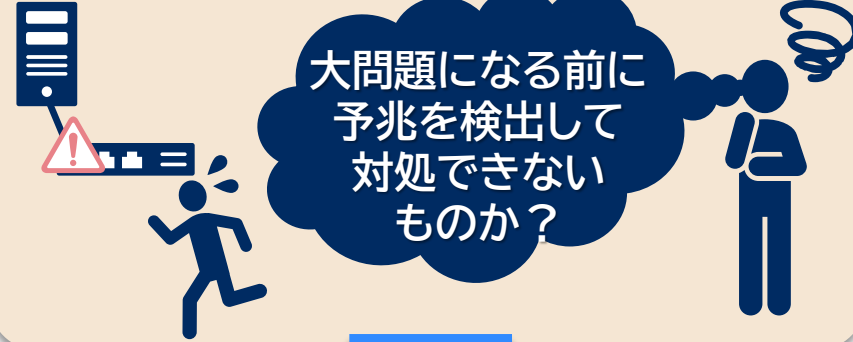 大問題になる前に
予兆を検出して
対処できない
ものか？